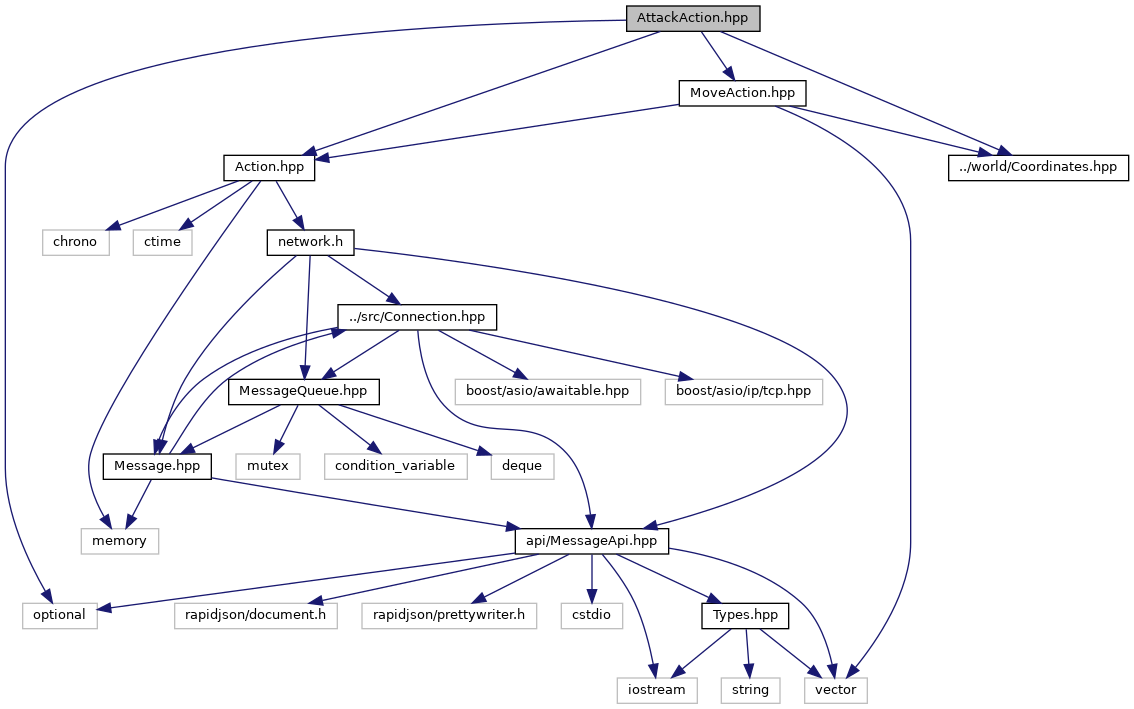 AttackAction.hpp
MoveAction.hpp
Action.hpp
../world/Coordinates.hpp
chrono
ctime
network.h
../src/Connection.hpp
MessageQueue.hpp
boost/asio/awaitable.hpp
boost/asio/ip/tcp.hpp
Message.hpp
mutex
condition_variable
deque
memory
api/MessageApi.hpp
optional
rapidjson/document.h
rapidjson/prettywriter.h
cstdio
Types.hpp
iostream
string
vector